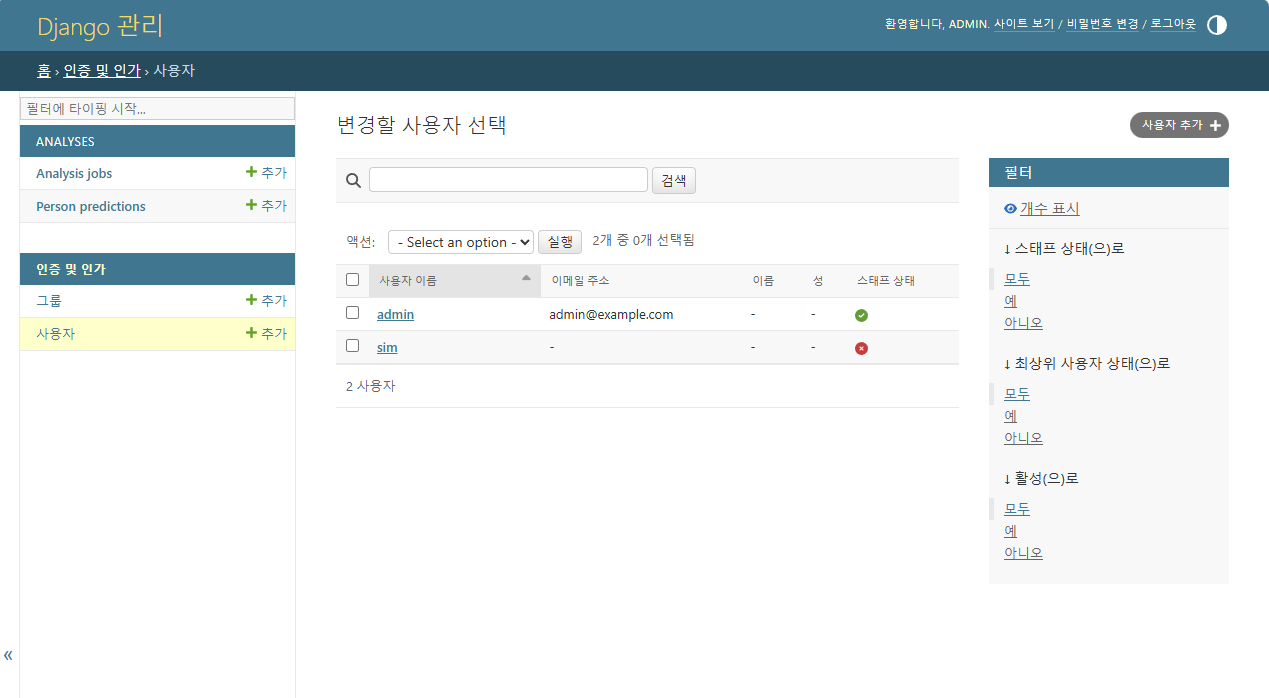 Django 관리
환영합니다, ADMIN. 사이트 보기 / 비밀번호 변경 / 로그아웃
홈 › 인증 및 인가 › 사용자
필터에 타이핑 시작...
ANALYSES
Analysis jobs + 추가
Person predictions + 추가
인증 및 인가
그룹 + 추가
사용자 + 추가
«
변경할 사용자 선택
사용자 추가 +
검색
액션: - Select an option - 실행 2개 중 0개 선택됨
사용자 이름 이메일 주소 이름 성 스태프 상태
admin admin@example.com - -
sim - - -
2 사용자
필터
개수 표시
↓ 스태프 상태(으)로
모두
예
아니오
↓ 최상위 사용자 상태(으)로
모두
예
아니오
↓ 활성(으)로
모두
예
아니오